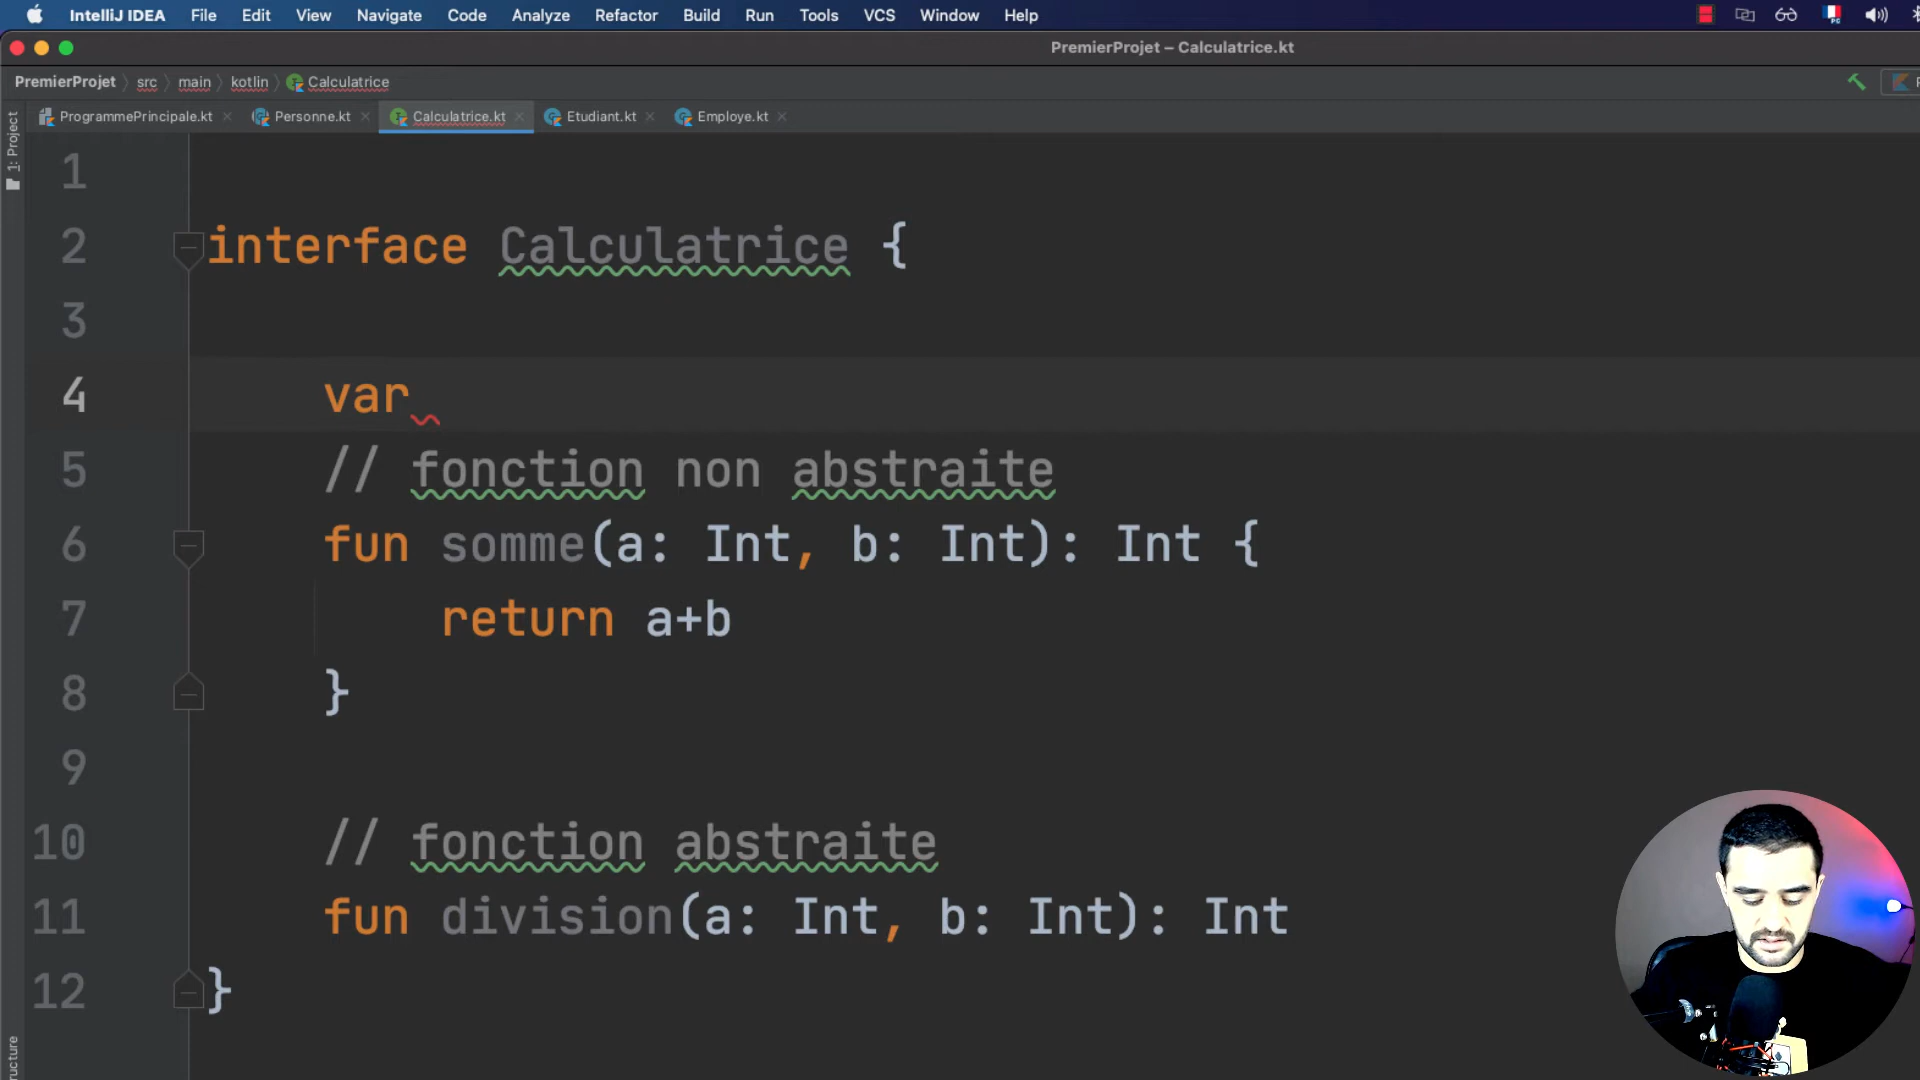 IntelliJ IDEA File Edit View Navigate Code Analyze Refactor Build Run Tools VCS Window Help
PremierProjet – Calculatrice.kt
PremierProjet src main kotlin Calculatrice
ProgrammePrincipale.kt Personne.kt Calculatrice.kt Etudiant.kt Employe.kt
1: Project
1
2 interface Calculatrice {
3
4 var
5 // fonction non abstraite
6 fun somme(a: Int, b: Int): Int {
7 return a+b
8 }
9
10 // fonction abstraite
11 fun division(a: Int, b: Int): Int
12 }